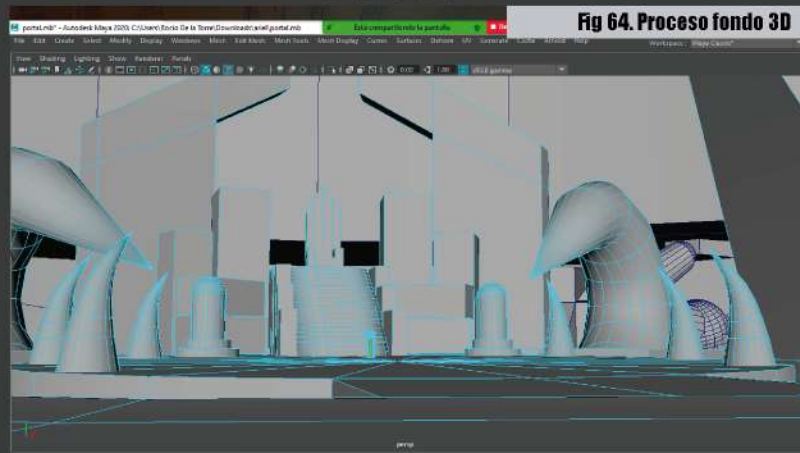 Fig 64. Proceso fondo 3D
portal.mb* - Autodesk Maya 2020: C:\Users\Rocio De la Torre\Downloads\ariel\portal.mb
Está compartiendo la pantalla
File Edit Create Select Modify Display Windows Mesh Edit Mesh Mesh Tools Mesh Display Curves Surfaces Deform UV Generate Cache Arnold Help
Workspace: Maya Classic*
View Shading Lighting Show Renderer Panels
0.00 1.00 sRGB gamma
persp